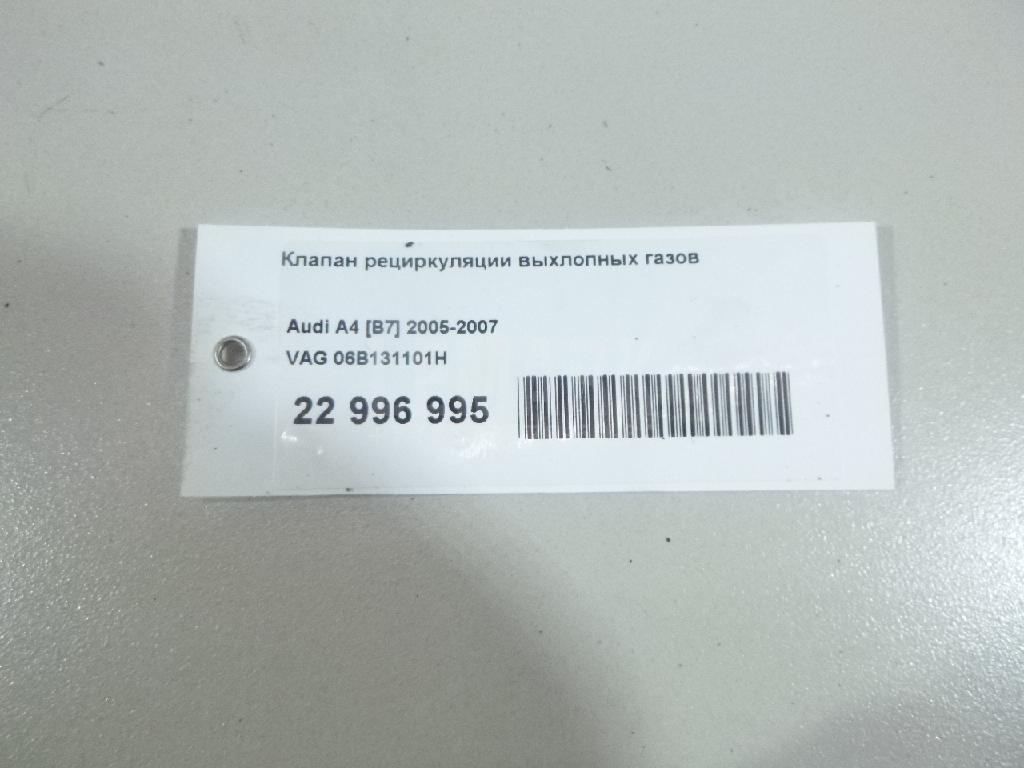 Клапан рециркуляции выхлопных газов
Audi A4 [B7] 2005-2007
VAG 06B131101H
22 996 995